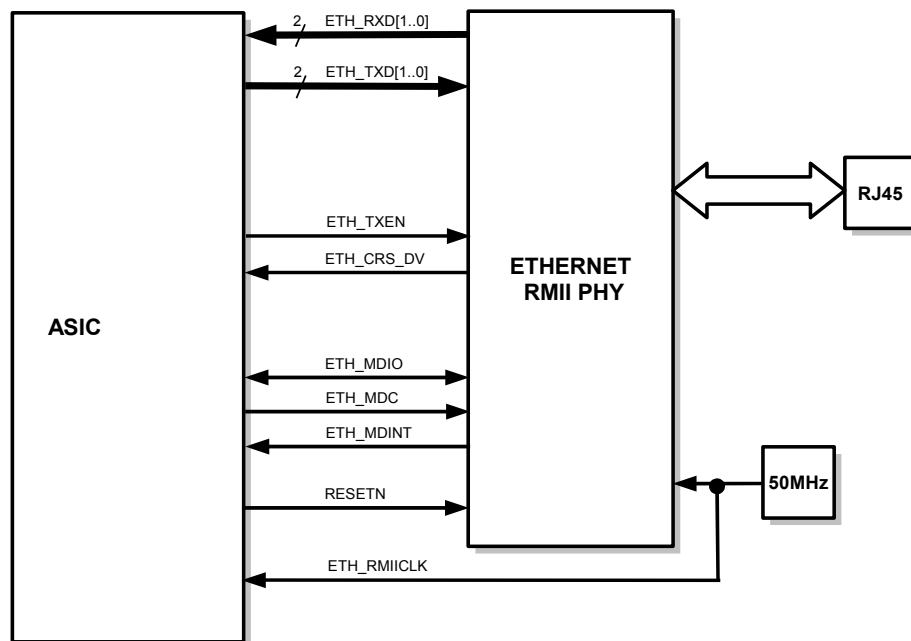 2 ETH_RXD[1..0]
2 ETH_TXD[1..0]
RJ45
ETH_TXEN
ETH_CRS_DV
ETHERNET
RMII PHY
ASIC
ETH_MDIO
ETH_MDC
ETH_MDINT
50MHz
RESETN
ETH_RMIICLK